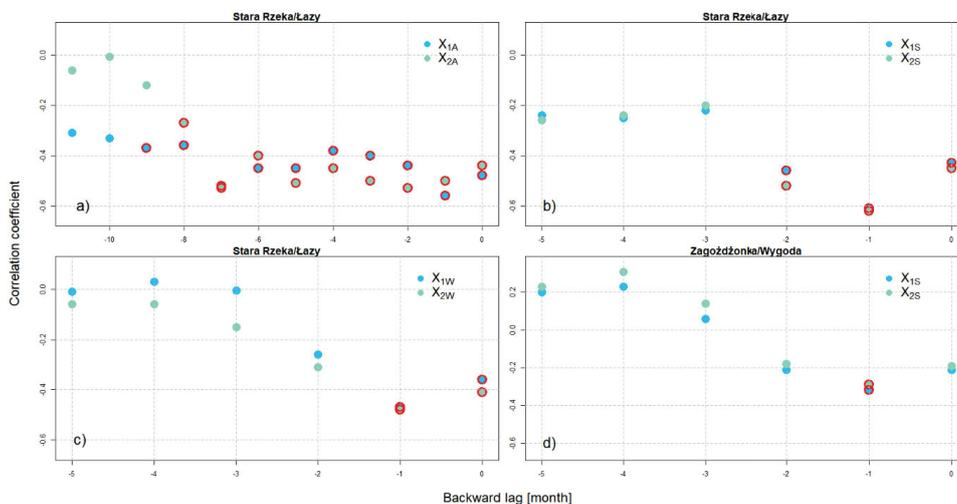 Stara Rzeka/Łazy
Stara Rzeka/Łazy
X1A
X2A
X1S
X2S
0.0
-0.2
-0.4
-0.6
a)
-10
-8
-6
-4
-2
0
0.0
-0.2
-0.4
-0.6
b)
-5
-4
-3
-2
-1
0
Correlation coefficient
Stara Rzeka/Łazy
Zagożdżonka/Wygoda
X1W
X2W
X1S
X2S
0.0
-0.2
-0.4
-0.6
c)
-5
-4
-3
-2
-1
0
0.2
0.0
-0.2
-0.4
-0.6
d)
-5
-4
-3
-2
-1
0
Backward lag [month]